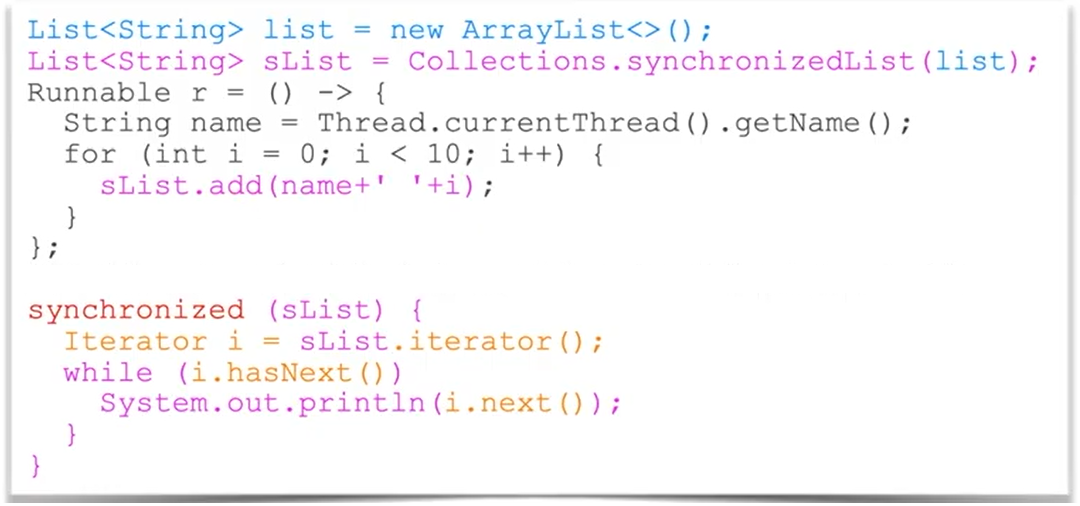 List<String> list = new ArrayList<>();
List<String> sList = Collections.synchronizedList(list);
Runnable r = () -> {
  String name = Thread.currentThread().getName();
  for (int i = 0; i < 10; i++) {
    sList.add(name+' '+i);
  }
};

synchronized (sList) {
  Iterator i = sList.iterator();
  while (i.hasNext())
    System.out.println(i.next());
  }
}